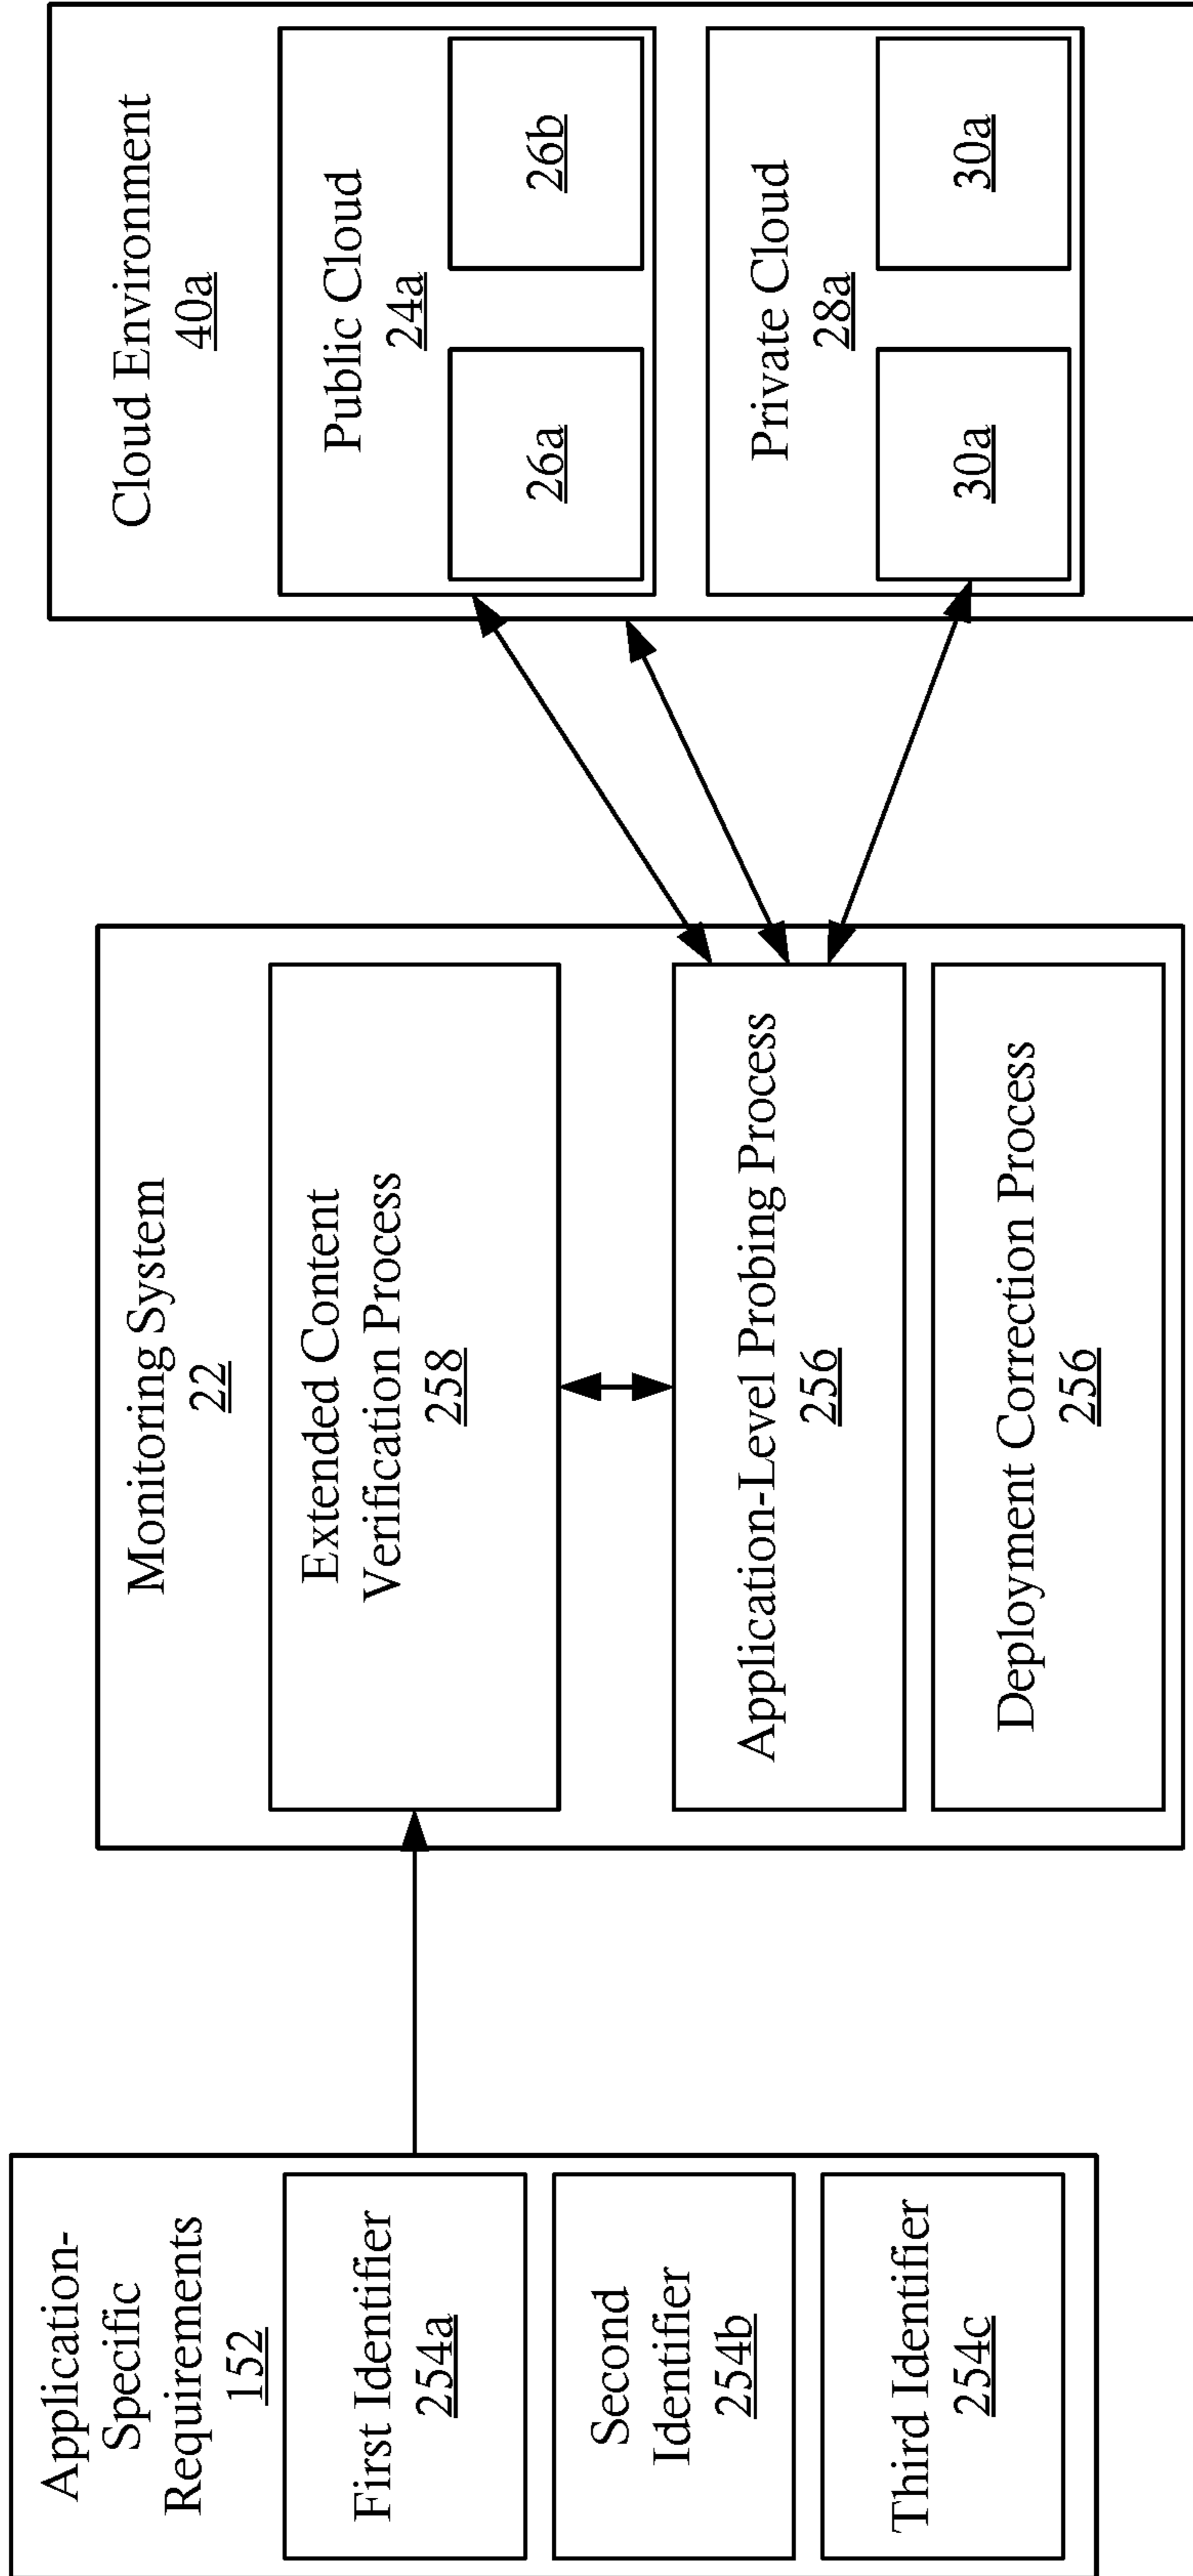 Application-
Specific
Requirements
152
First Identifier
254a
Second
Identifier
254b
Third Identifier
254c
Monitoring System
22
Extended Content
Verification Process
258
Application-Level Probing Process
256
Deployment Correction Process
256
Cloud Environment
40a
Public Cloud
24a
26a
26b
Private Cloud
28a
30a
30a